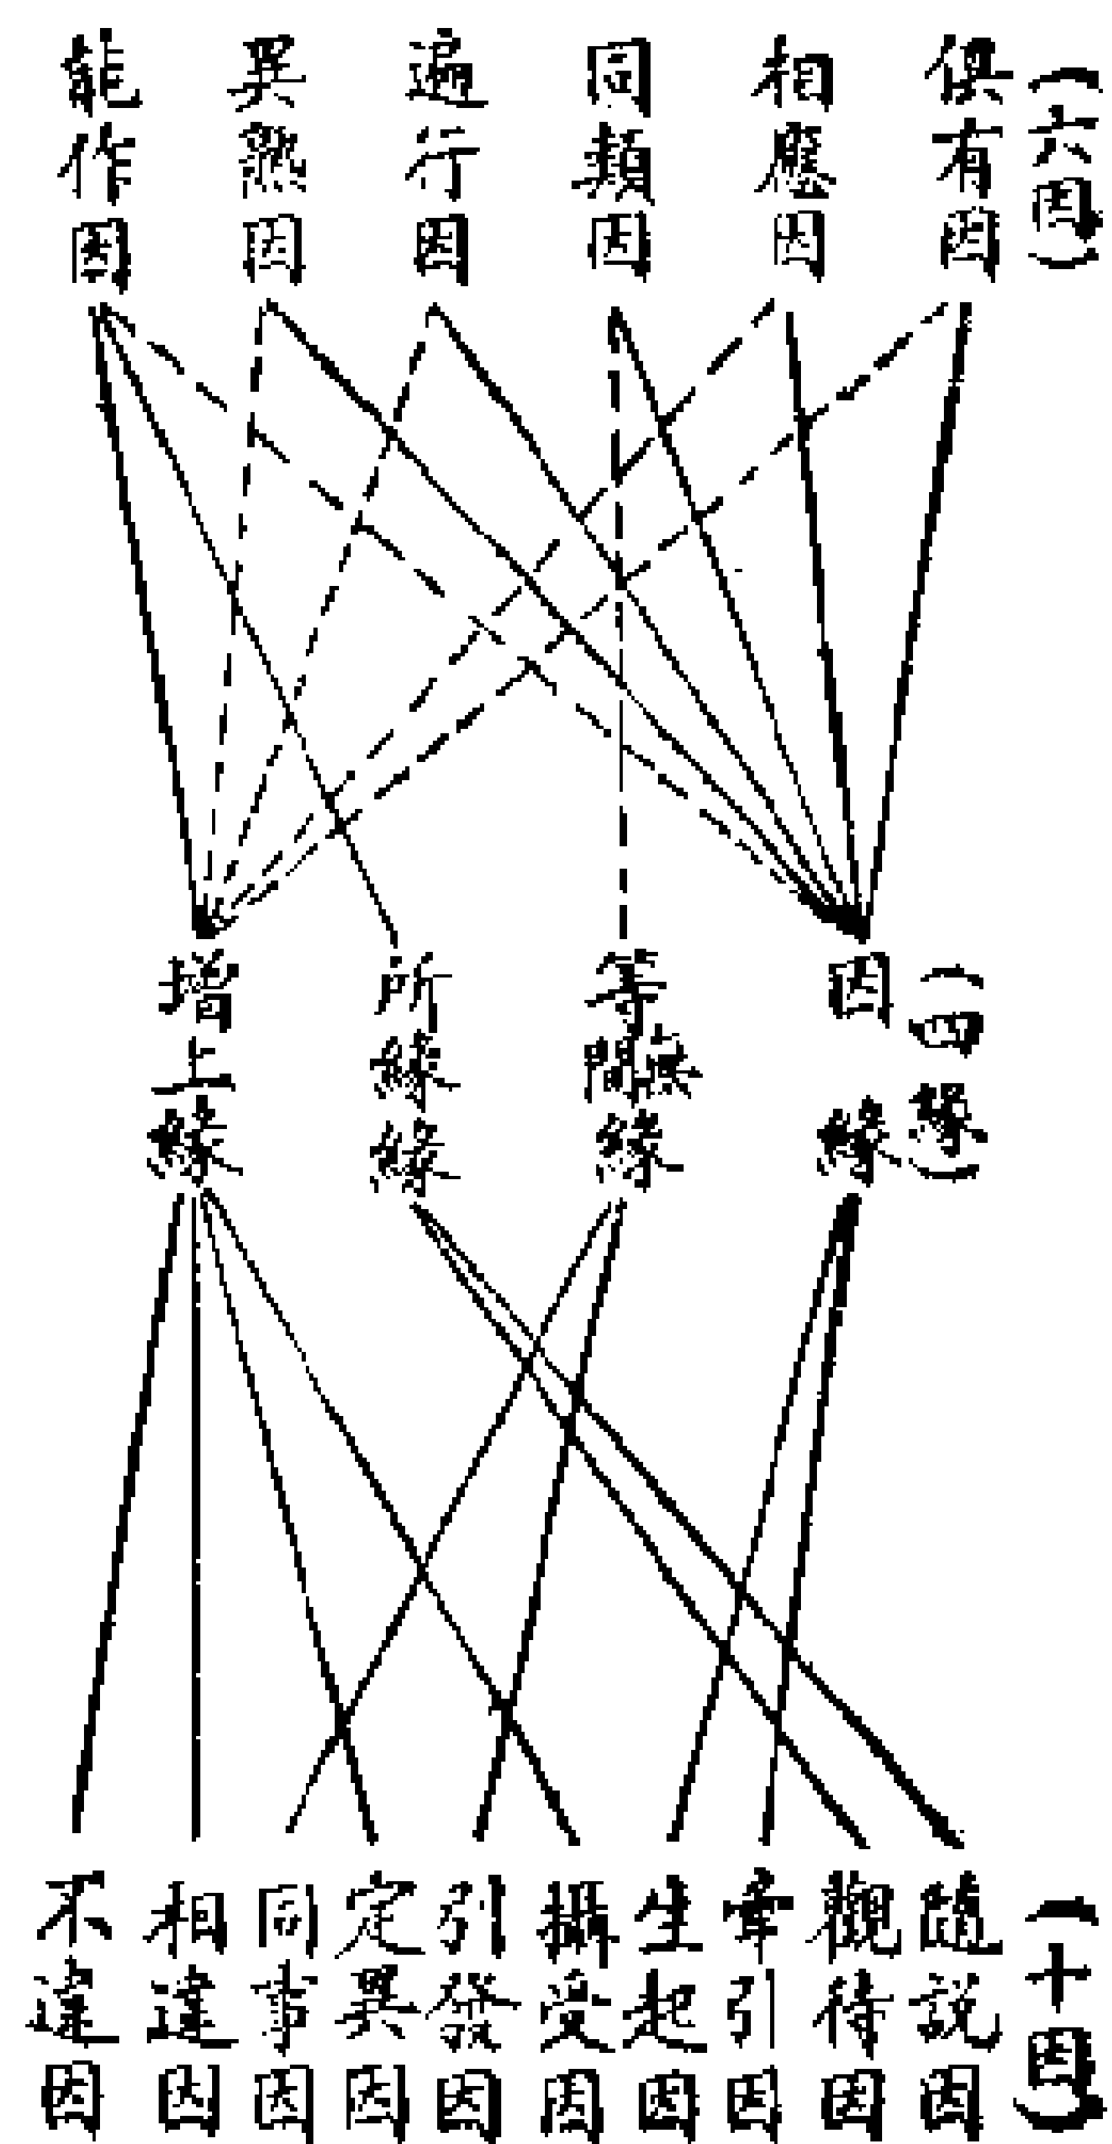 (六因)
俱有因
相應因
同類因
遍行因
異熟因
能作因
(四緣)
因緣
等無間緣
所緣緣
增上緣
(十因)
隨說因
觀待因
牽引因
生起因
攝受因
引發因
定異因
同事因
相違因
不違因